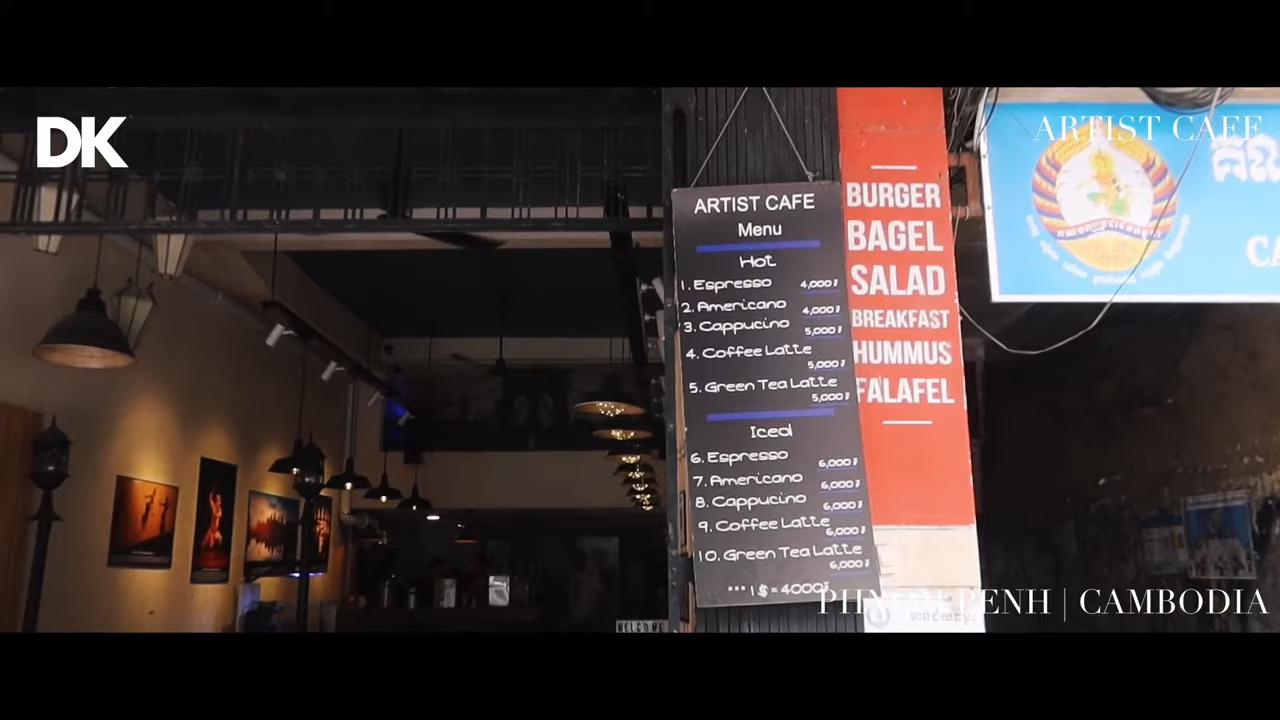 DK
ARTIST CAFE
ARTIST CAFE
Menu
Hot
1. Espresso 4,000៛
2. Americano 4,000៛
3. Cappucino 5,000៛
4. Coffee Latte 5,000៛
5. Green Tea Latte 5,000៛
Iced
6. Espresso 6,000៛
7. Americano 6,000៛
8. Cappucino 6,000៛
9. Coffee Latte 6,000៛
10. Green Tea Latte 6,000៛
*** 1$ = 4000៛
BURGER
BAGEL
SALAD
BREAKFAST
HUMMUS
FALAFEL
CA
WELCOME
PHNOM PENH | CAMBODIA